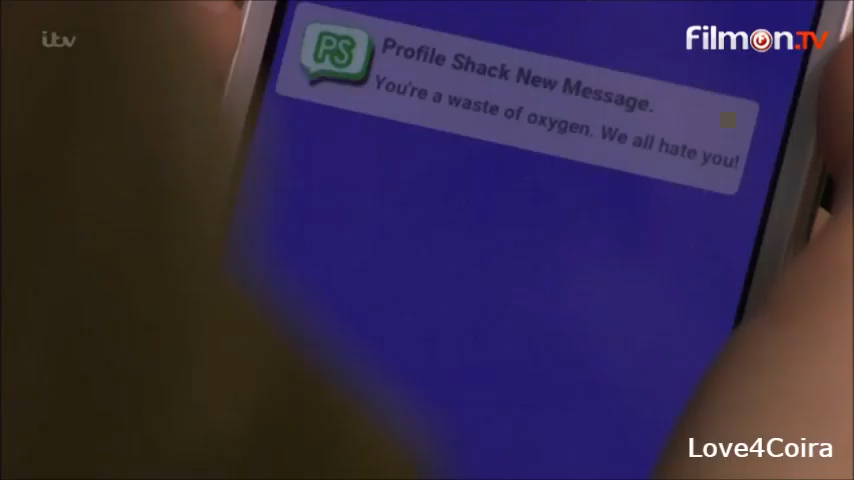 itv
Filmon.TV
PS
Profile Shack New Message.
You're a waste of oxygen. We all hate you!
Love4Coira